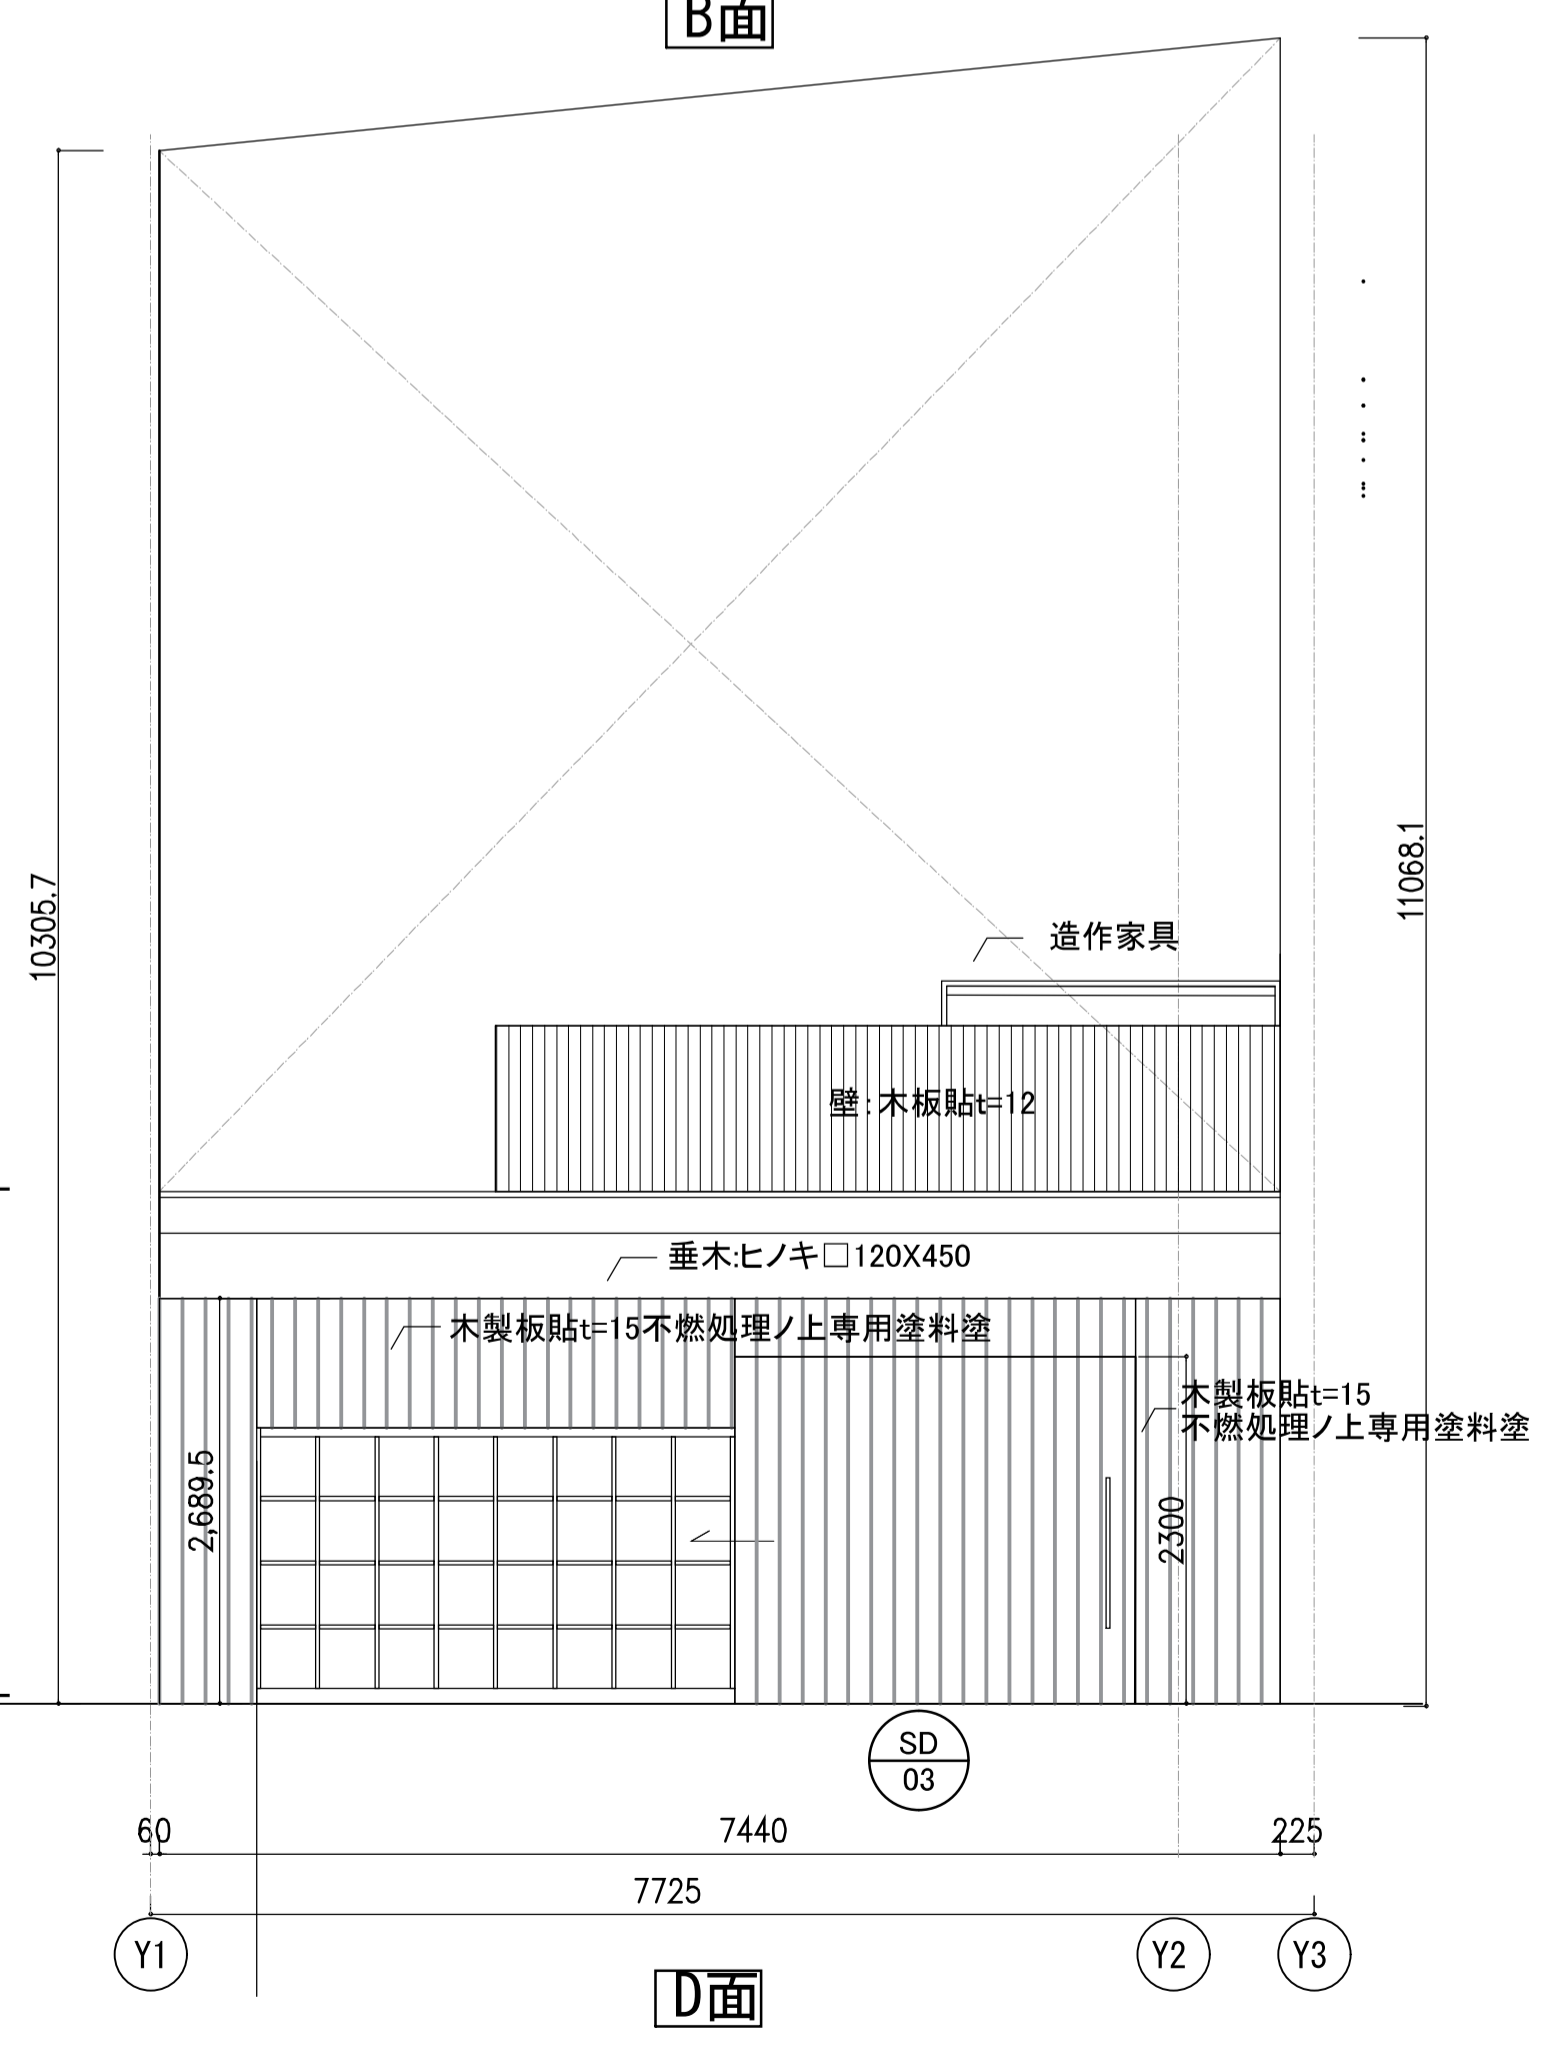 B面
10305.7
11068.1
造作家具
壁:木板貼t=12
垂木:ヒノキ□120X450
木製板貼t=15不燃処理ノ上専用塗料塗
木製板貼t=15
不燃処理ノ上専用塗料塗
2,689.5
2300
SD
03
60
7440
225
7725
Y1
Y2
Y3
D面